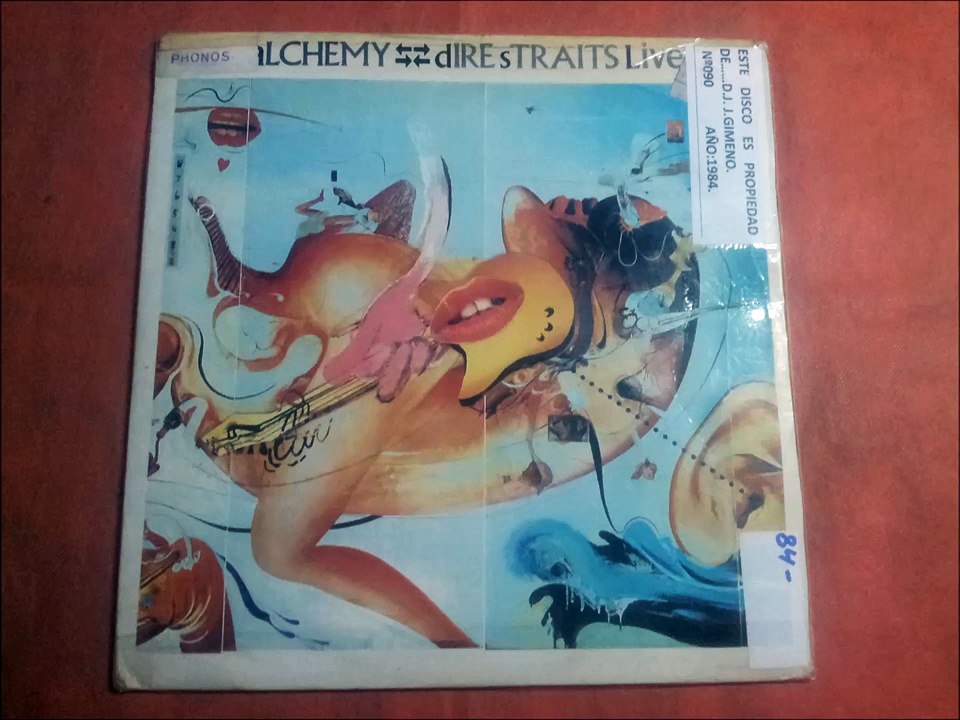 PHONOS
ALCHEMY dIRE sTRAITS Live
ESTE DISCO ES PROPIEDAD
DE......D.J. J.GIMENO.
Nº090 AÑO:1984.
84-